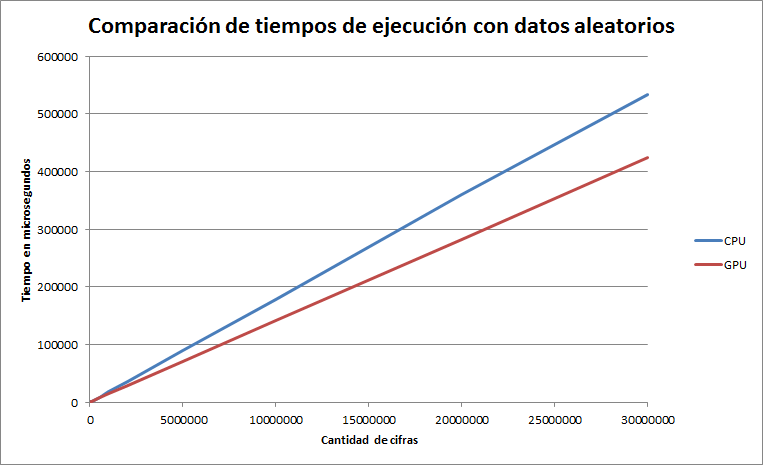 Comparación de tiempos de ejecución con datos aleatorios
600000
500000
400000
300000
200000
100000
0
Tiempo en microsegundos
0 5000000 10000000 15000000 20000000 25000000 30000000
Cantidad de cifras
CPU
GPU